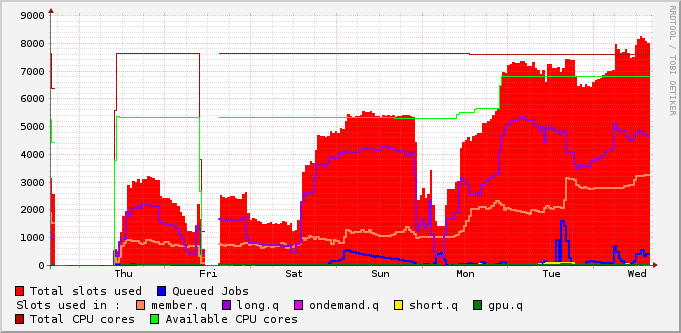 9000
8000
7000
6000
5000
4000
3000
2000
1000
0
Thu Fri Sat Sun Mon Tue Wed
RRDTOOL / TOBI OETIKER
Total slots used Queued Jobs
Slots used in : member.q long.q ondemand.q short.q gpu.q
Total CPU cores Available CPU cores